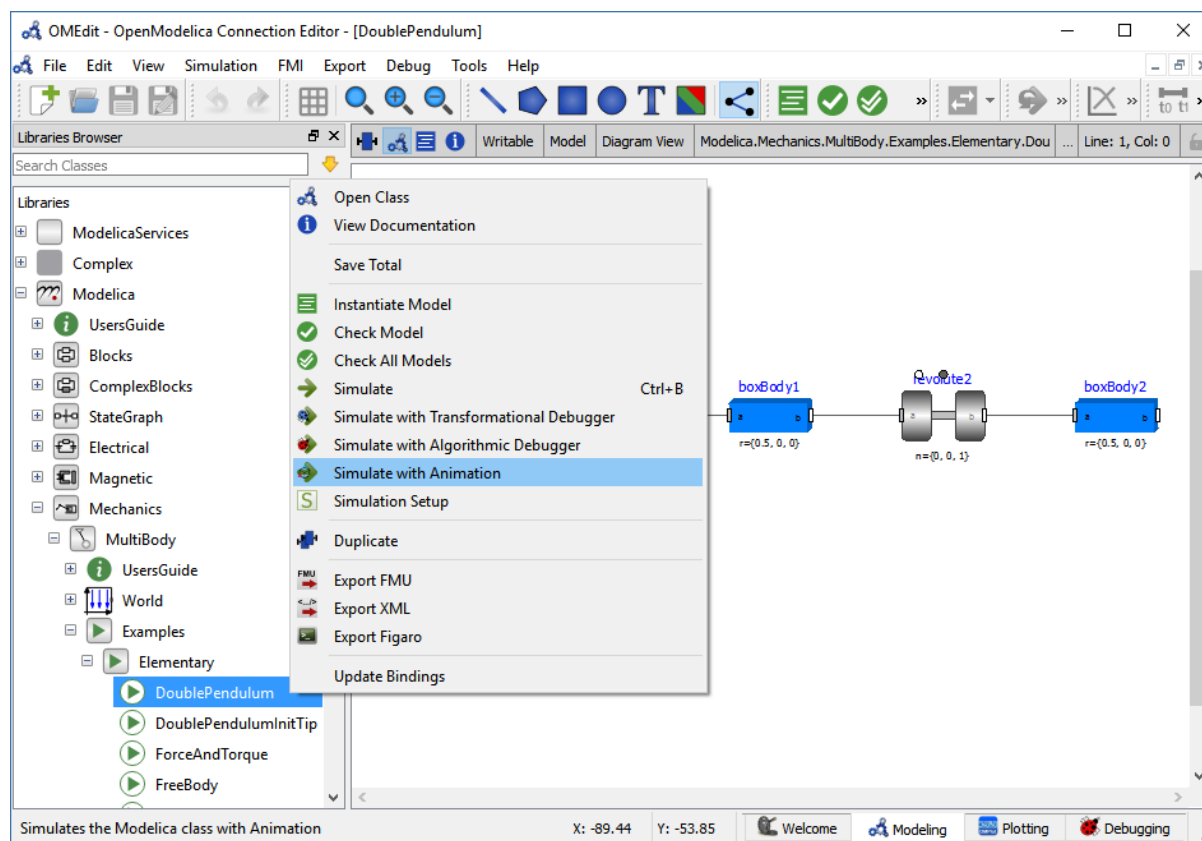 OMEdit - OpenModelica Connection Editor - [DoublePendulum]
File Edit View Simulation FMI Export Debug Tools Help
T » » » t0 t1 »
Libraries Browser
Writable Model Diagram View Modelica.Mechanics.MultiBody.Examples.Elementary.Dou ... Line: 1, Col: 0
Search Classes
Libraries
ModelicaServices
Complex
Modelica
UsersGuide
Blocks
ComplexBlocks
StateGraph
Electrical
Magnetic
Mechanics
MultiBody
UsersGuide
World
Examples
Elementary
DoublePendulum
DoublePendulumInitTip
ForceAndTorque
FreeBody
Open Class
View Documentation
Save Total
Instantiate Model
Check Model
Check All Models
Simulate Ctrl+B
Simulate with Transformational Debugger
Simulate with Algorithmic Debugger
Simulate with Animation
S Simulation Setup
Duplicate
FMU Export FMU
Export XML
Export Figaro
Update Bindings
boxBody1 revolute2 boxBody2
a b a b a b
r={0.5, 0, 0} n={0, 0, 1} r={0.5, 0, 0}
Simulates the Modelica class with Animation X: -89.44 Y: -53.85 Welcome Modeling Plotting Debugging